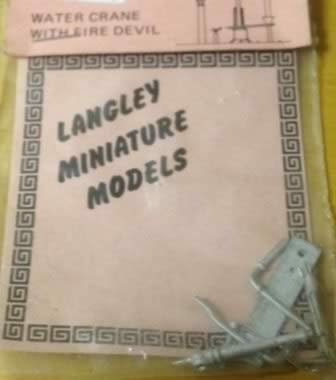 WATER CRANE
WITH FIRE DEVIL
LANGLEY
MINIATURE
MODELS